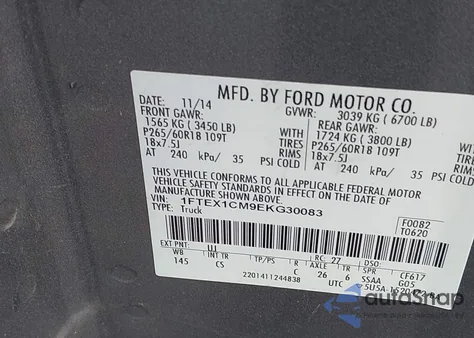 MFD. BY FORD MOTOR CO.
DATE: 11/14 GVWR: 3039 KG ( 6700 LB)
FRONT GAWR: REAR GAWR:
1565 KG ( 3450 LB) 1724 KG ( 3800 LB)
P265/60R18 109T TIRES P265/60R18 109T
18x7.5J RIMS 18x7.5J
AT 240 kPa/ 35 PSI COLD AT 240 kPa/ 35 PSI COLD
THIS VEHICLE CONFORMS TO ALL APPLICABLE FEDERAL MOTOR
VEHICLE SAFETY STANDARDS IN EFFECT ON THE DATE OF
MANUFACTURE SHOWN ABOVE.
VIN: 1FTEX1CM9EKG30083
TYPE: Truck
F0082
T0620
EXT PNT: UJ RC: 27 DSO:
WB INT TR TP/PS R AXLE TR SPR CF617
145 CS C 26 6 SSAA G05
2201411244838 UTC
autoShop